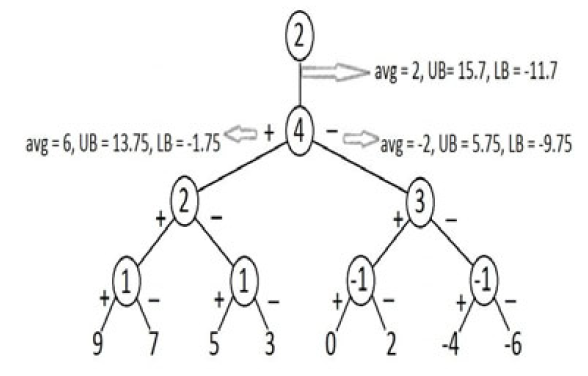 2
avg = 2, UB= 15.7, LB = -11.7
avg = 6, UB = 13.75, LB = -1.75 + 4 - avg = -2, UB = 5.75, LB = -9.75
+ 2 - + 3 -
+ 1 - + 1 - + -1 - + -1 -
9 7 5 3 0 2 -4 -6